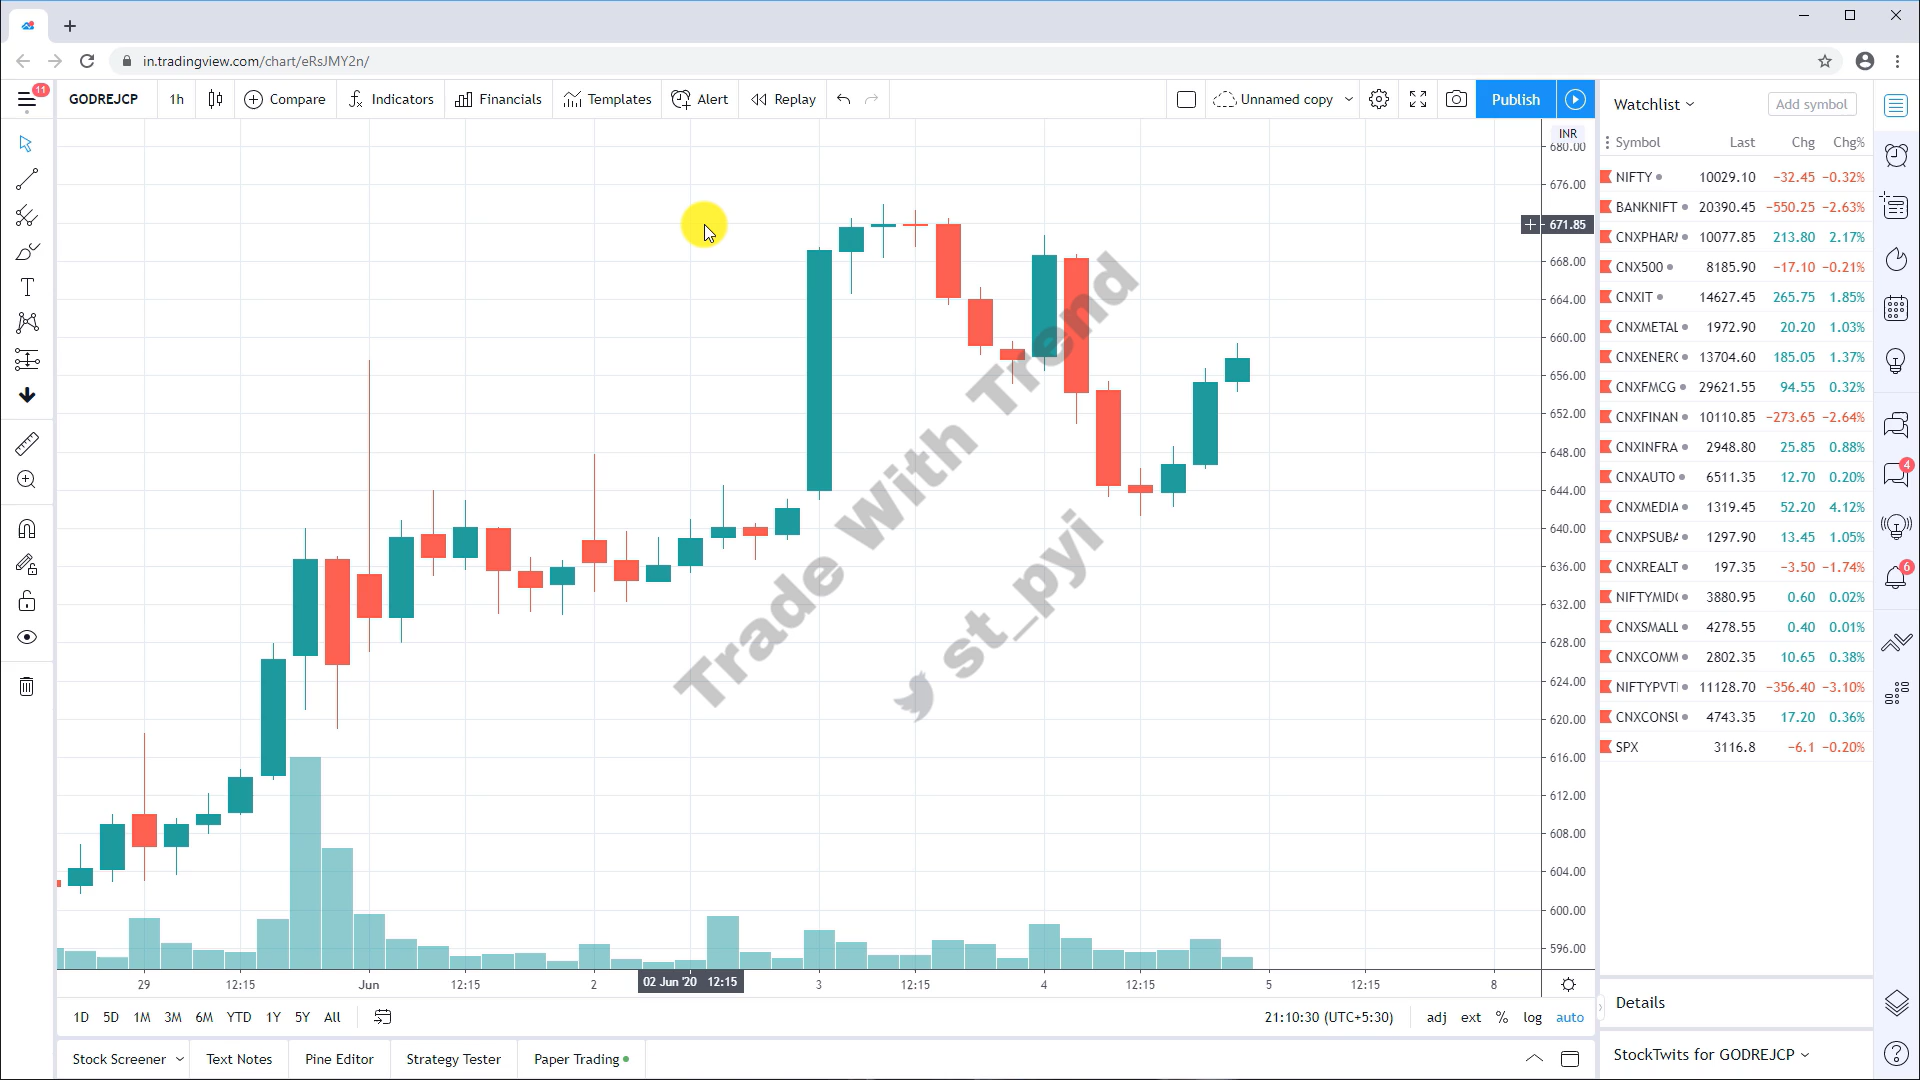 in.tradingview.com/chart/eRsJMY2n/
11
GODREJCP 1h Compare Indicators Financials Templates Alert Replay Unnamed copy Publish
Watchlist Add symbol
INR
Symbol Last Chg Chg%
NIFTY 10029.10 −32.45 −0.32%
BANKNIFT 20390.45 −550.25 −2.63%
CNXPHAR 10077.85 213.80 2.17%
CNX500 8185.90 −17.10 −0.21%
CNXIT 14627.45 265.75 1.85%
CNXMETAL 1972.90 20.20 1.03%
CNXENERG 13704.60 185.05 1.37%
CNXFMCG 29621.55 94.55 0.32%
CNXFINAN 10110.85 −273.65 −2.64%
CNXINFRA 2948.80 25.85 0.88%
CNXAUTO 6511.35 12.70 0.20%
CNXMEDIA 1319.45 52.20 4.12%
CNXPSUBA 1297.90 13.45 1.05%
CNXREALT 197.35 −3.50 −1.74%
NIFTYMID 3880.95 0.60 0.02%
CNXSMALL 4278.55 0.40 0.01%
CNXCOMM 2802.35 10.65 0.38%
NIFTYPVT 11128.70 −356.40 −3.10%
CNXCONS 4743.35 17.20 0.36%
SPX 3116.8 −6.1 −0.20%
680.00
676.00
671.85
668.00
664.00
660.00
656.00
652.00
648.00
644.00
640.00
636.00
632.00
628.00
624.00
620.00
616.00
612.00
608.00
604.00
600.00
596.00
Trade With Trend
st_pyi
4
6
29 12:15 Jun 12:15 2 02 Jun '20 12:15 3 12:15 4 12:15 5 12:15 8
1D 5D 1M 3M 6M YTD 1Y 5Y All 21:10:30 (UTC+5:30) adj ext % log auto
Details
Stock Screener Text Notes Pine Editor Strategy Tester Paper Trading
StockTwits for GODREJCP